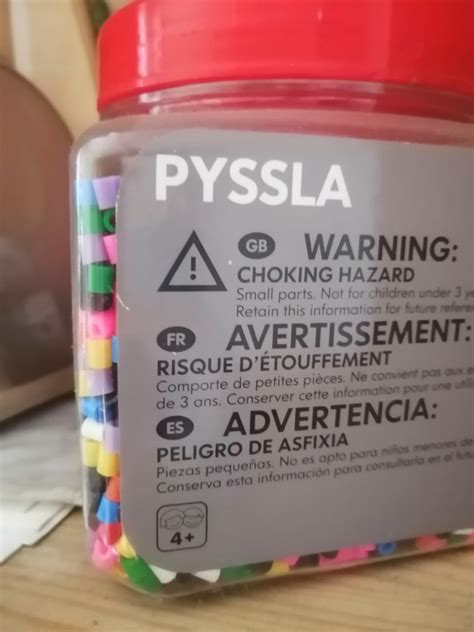 PYSSLA
GB WARNING:
CHOKING HAZARD
Small parts. Not for children under 3
Retain this information for future
FR AVERTISSEMENT:
RISQUE D'ÉTOUFFEMENT
Comporte de petites pièces. Ne convient pas aux
de 3 ans. Conserver cette information pour une
ES ADVERTENCIA:
PELIGRO DE ASFIXIA
Piezas pequeñas. No es apto para niños menores
Conserva esta información para consultarla en el
4+